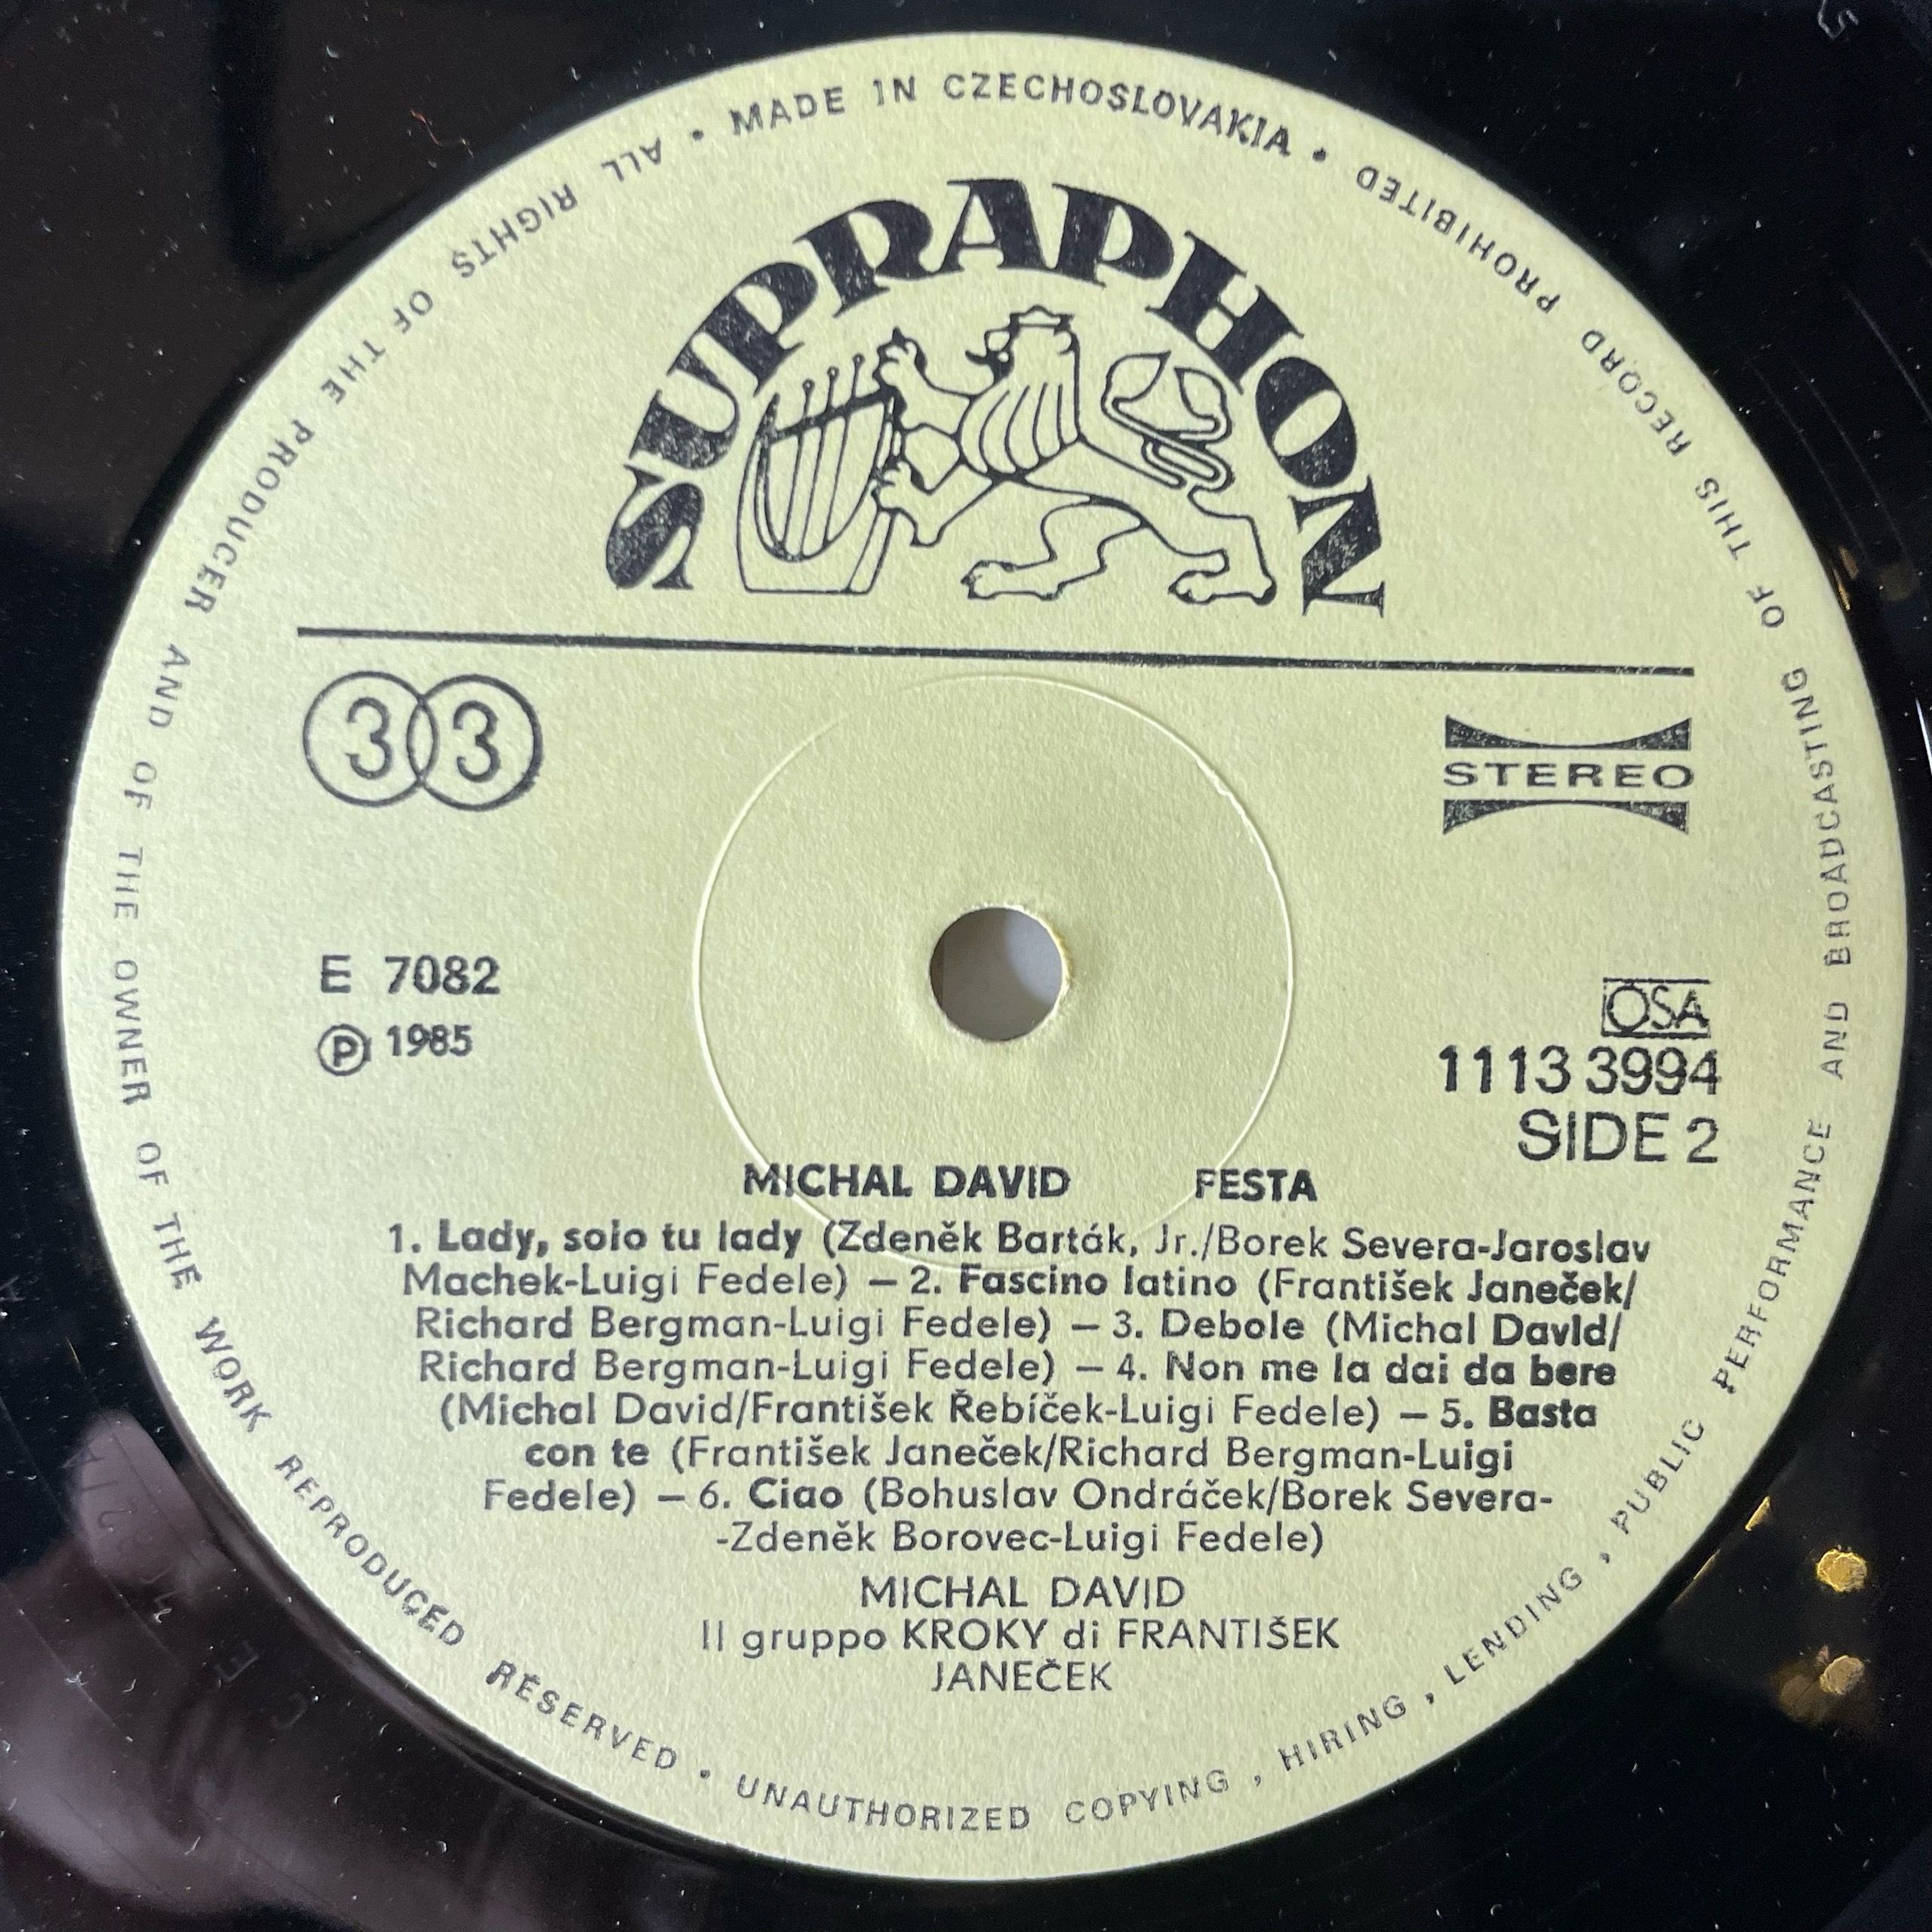 MADE IN CZECHOSLOVAKIA • ALL RIGHTS OF THE PRODUCER AND OF THE OWNER OF THE WORK REPRODUCED RESERVED • UNAUTHORIZED COPYING, HIRING, LENDING, PUBLIC PERFORMANCE AND BROADCASTING OF THIS RECORD PROHIBITED •
SUPRAPHON
33
STEREO
E 7082
Ⓟ 1985
OSA
1113 3994
SIDE 2
MICHAL DAVID FESTA
1. Lady, solo tu lady (Zdeněk Barták, Jr./Borek Severa-Jaroslav
Machek-Luigi Fedele) — 2. Fascino latino (František Janeček/
Richard Bergman-Luigi Fedele) — 3. Debole (Michal David/
Richard Bergman-Luigi Fedele) — 4. Non me la dai da bere
(Michal David/František Řebíček-Luigi Fedele) — 5. Basta
con te (František Janeček/Richard Bergman-Luigi
Fedele) — 6. Ciao (Bohuslav Ondráček/Borek Severa-
-Zdeněk Borovec-Luigi Fedele)
MICHAL DAVID
Il gruppo KROKY di FRANTIŠEK
JANEČEK